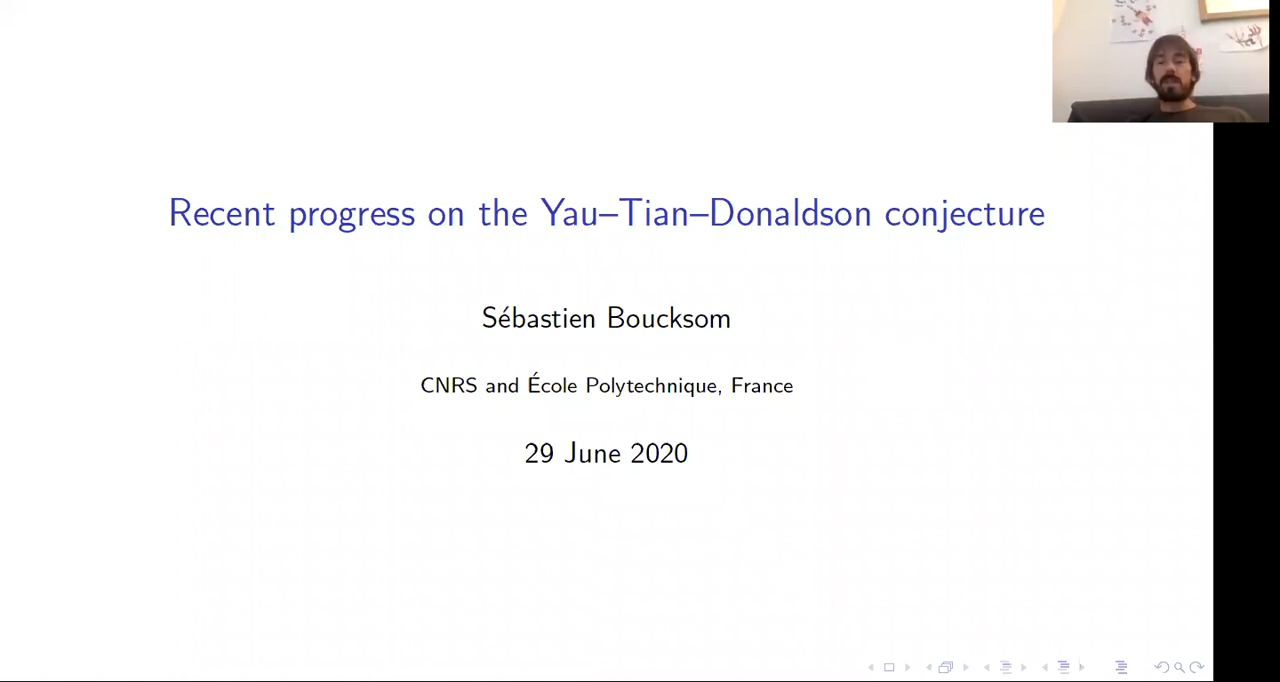 Recent progress on the Yau–Tian–Donaldson conjecture
Sébastien Boucksom
CNRS and École Polytechnique, France
29 June 2020